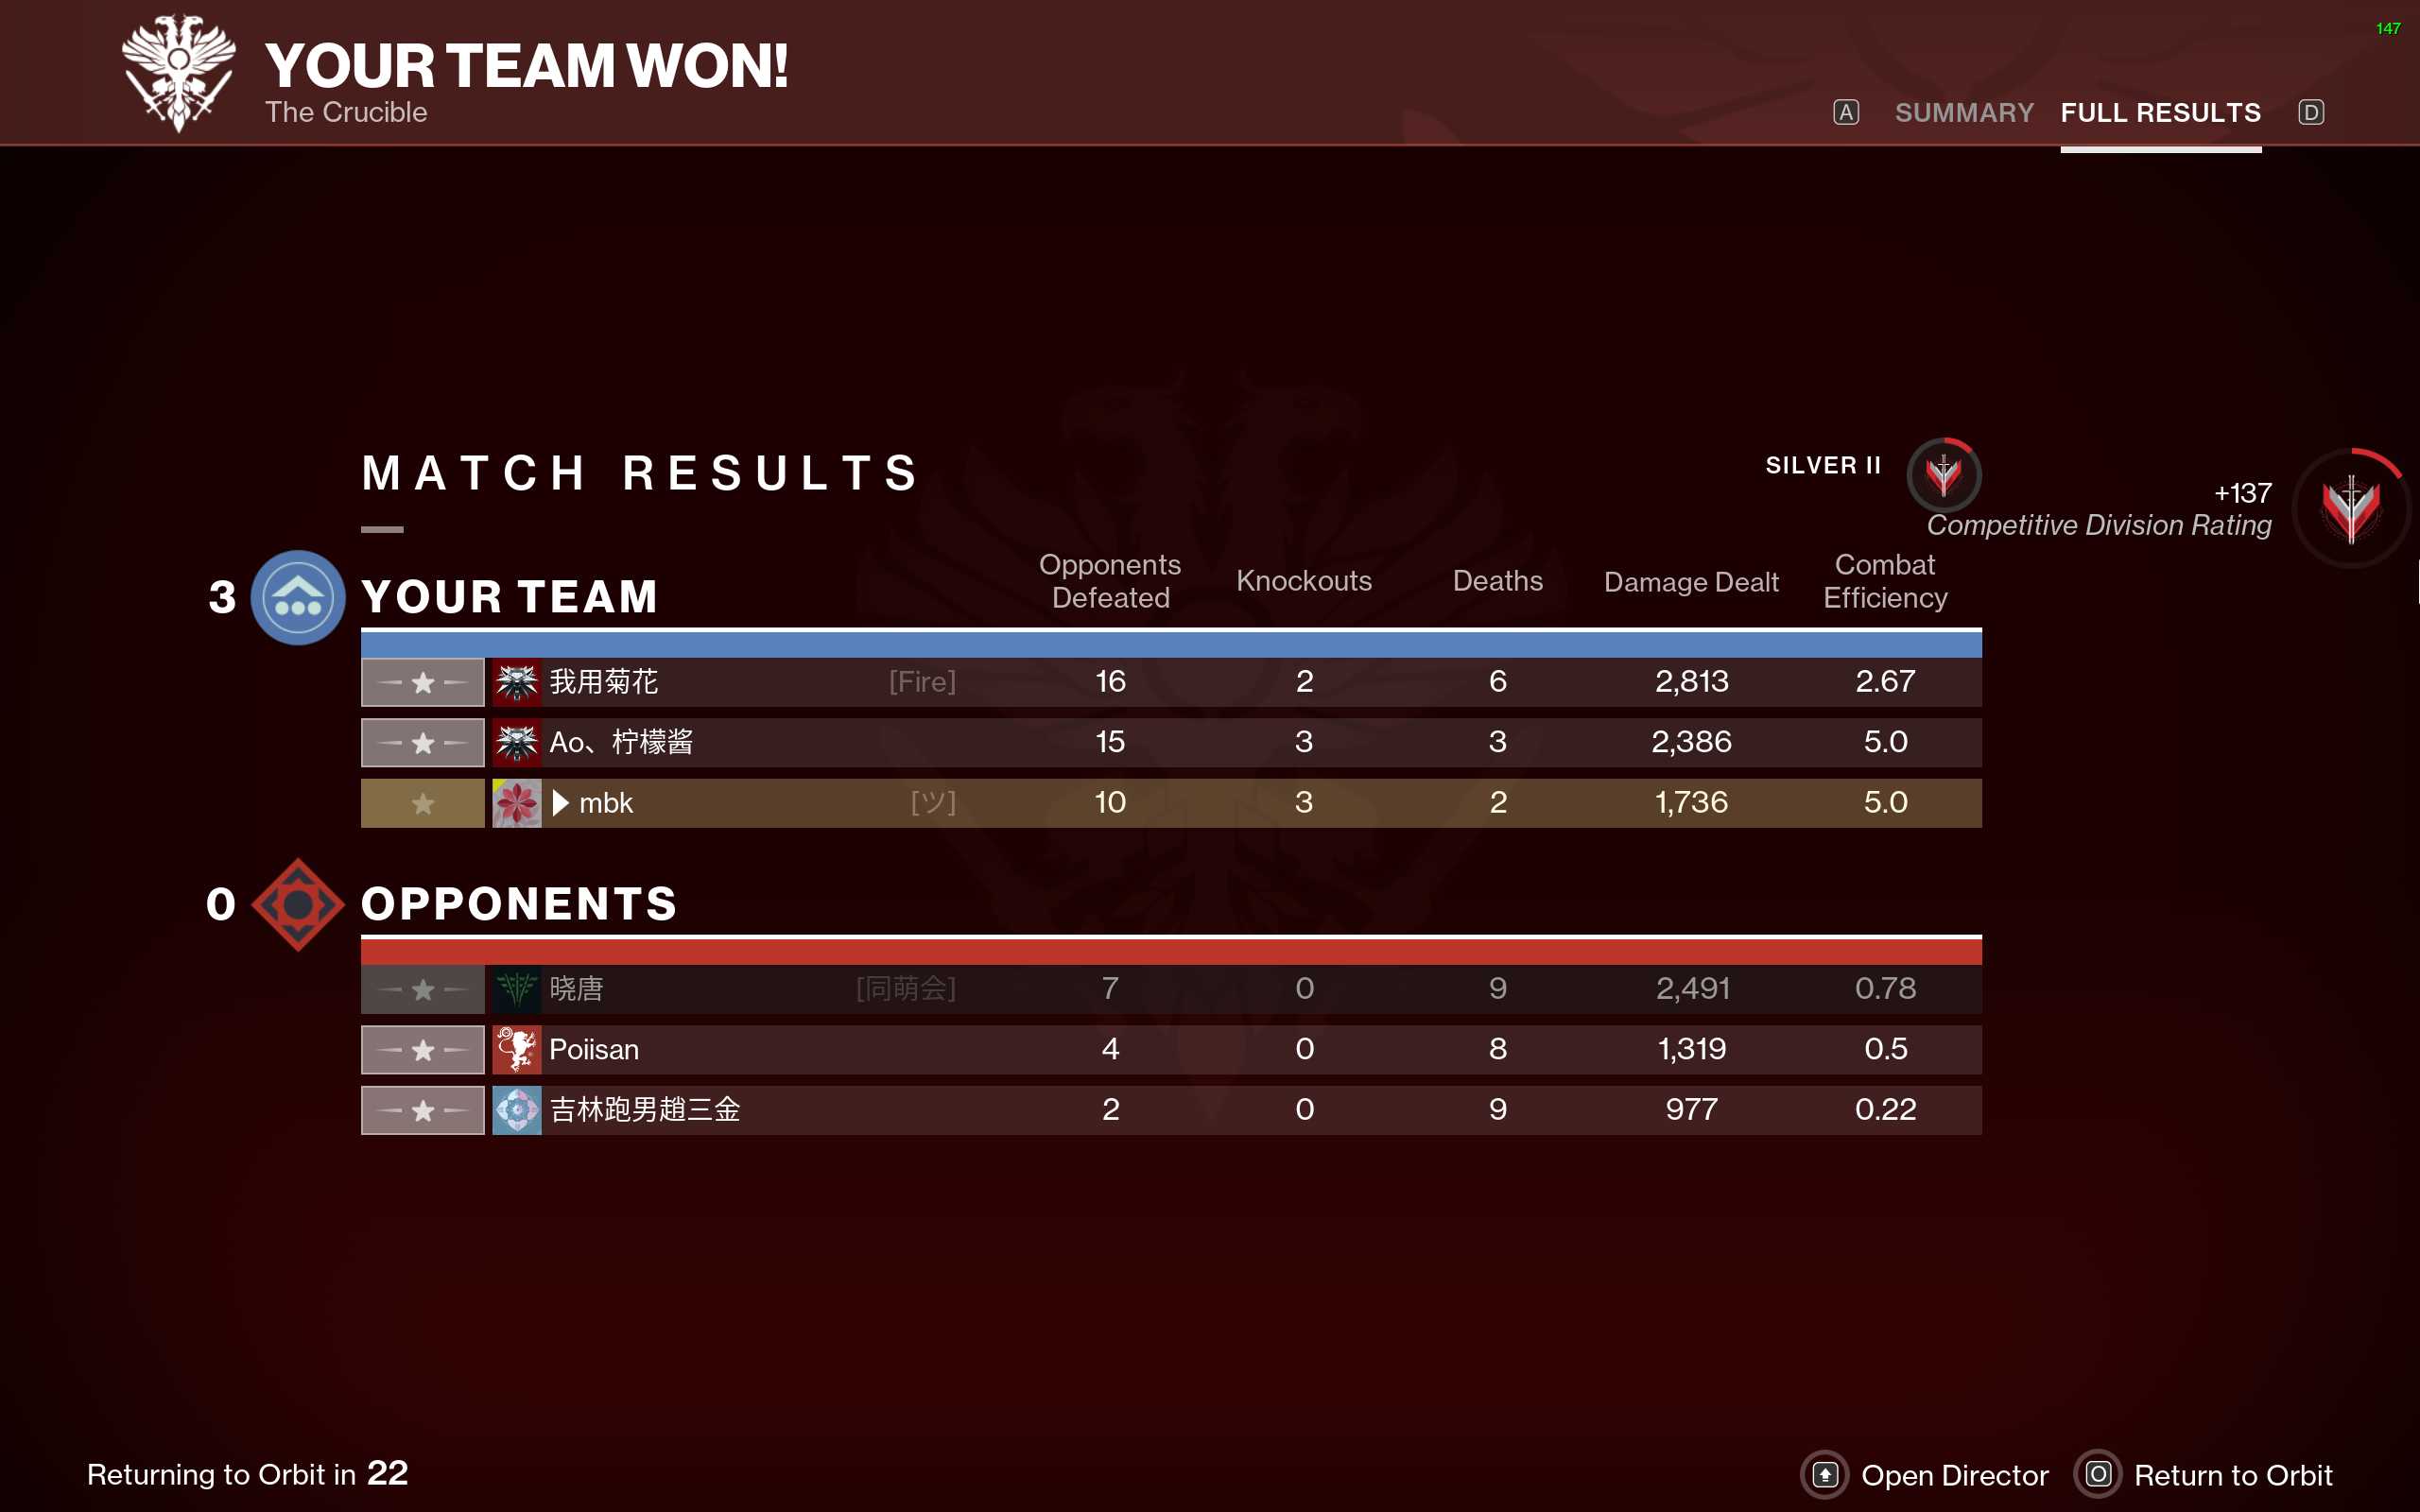 147
YOUR TEAM WON!
The Crucible
A SUMMARY FULL RESULTS D
MATCH RESULTS
SILVER II
+137
Competitive Division Rating
3 YOUR TEAM Opponents Defeated Knockouts Deaths Damage Dealt Combat Efficiency
我用菊花 [Fire] 16 2 6 2,813 2.67
Ao、柠檬酱 15 3 3 2,386 5.0
mbk [ツ] 10 3 2 1,736 5.0
0 OPPONENTS
晓唐 [同萌会] 7 0 9 2,491 0.78
Poiisan 4 0 8 1,319 0.5
吉林跑男趙三金 2 0 9 977 0.22
Returning to Orbit in 22
Open Director O Return to Orbit